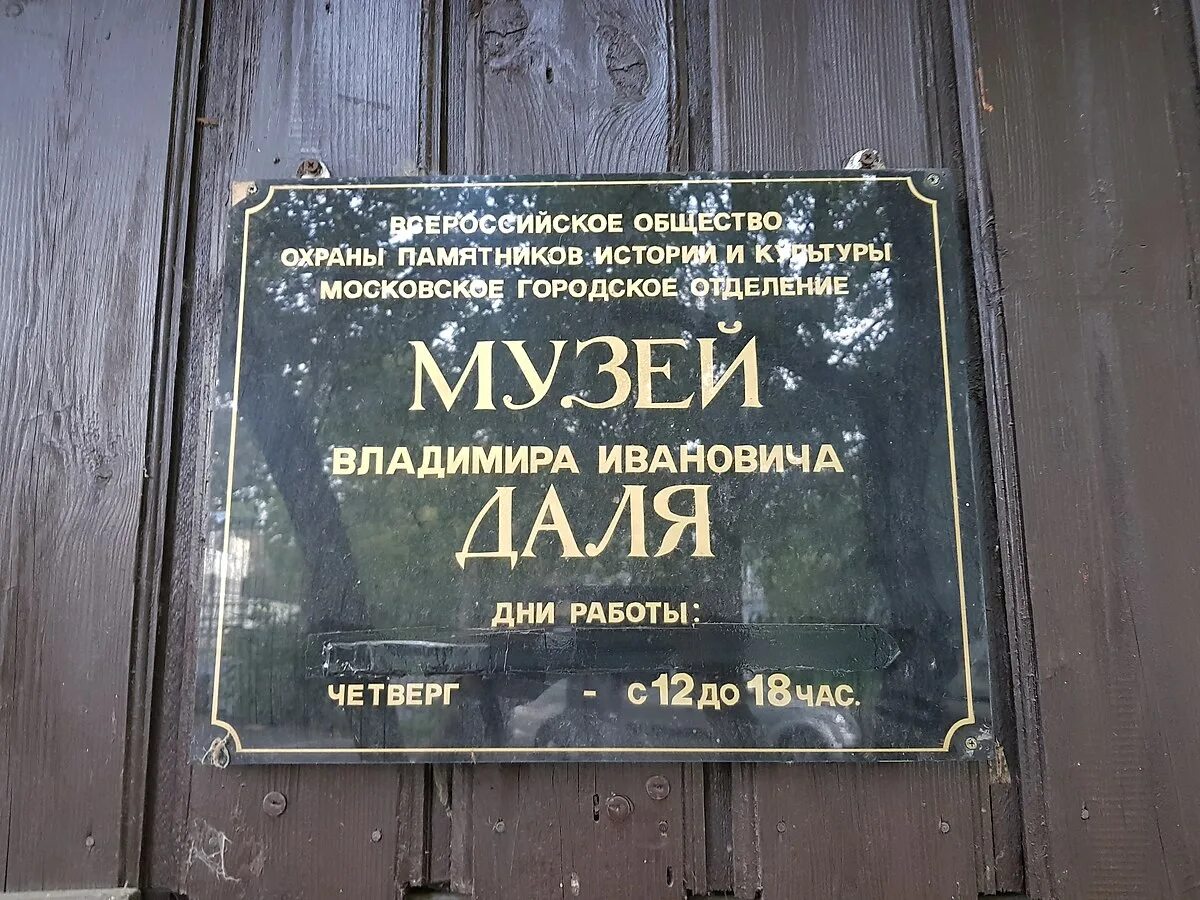 ВСЕРОССИЙСКОЕ ОБЩЕСТВО
ОХРАНЫ ПАМЯТНИКОВ ИСТОРИИ И КУЛЬТУРЫ
МОСКОВСКОЕ ГОРОДСКОЕ ОТДЕЛЕНИЕ
МУЗЕЙ
ВЛАДИМИРА ИВАНОВИЧА
ДАЛЯ
ДНИ РАБОТЫ:
ЧЕТВЕРГ - С 12 ДО 18 ЧАС.